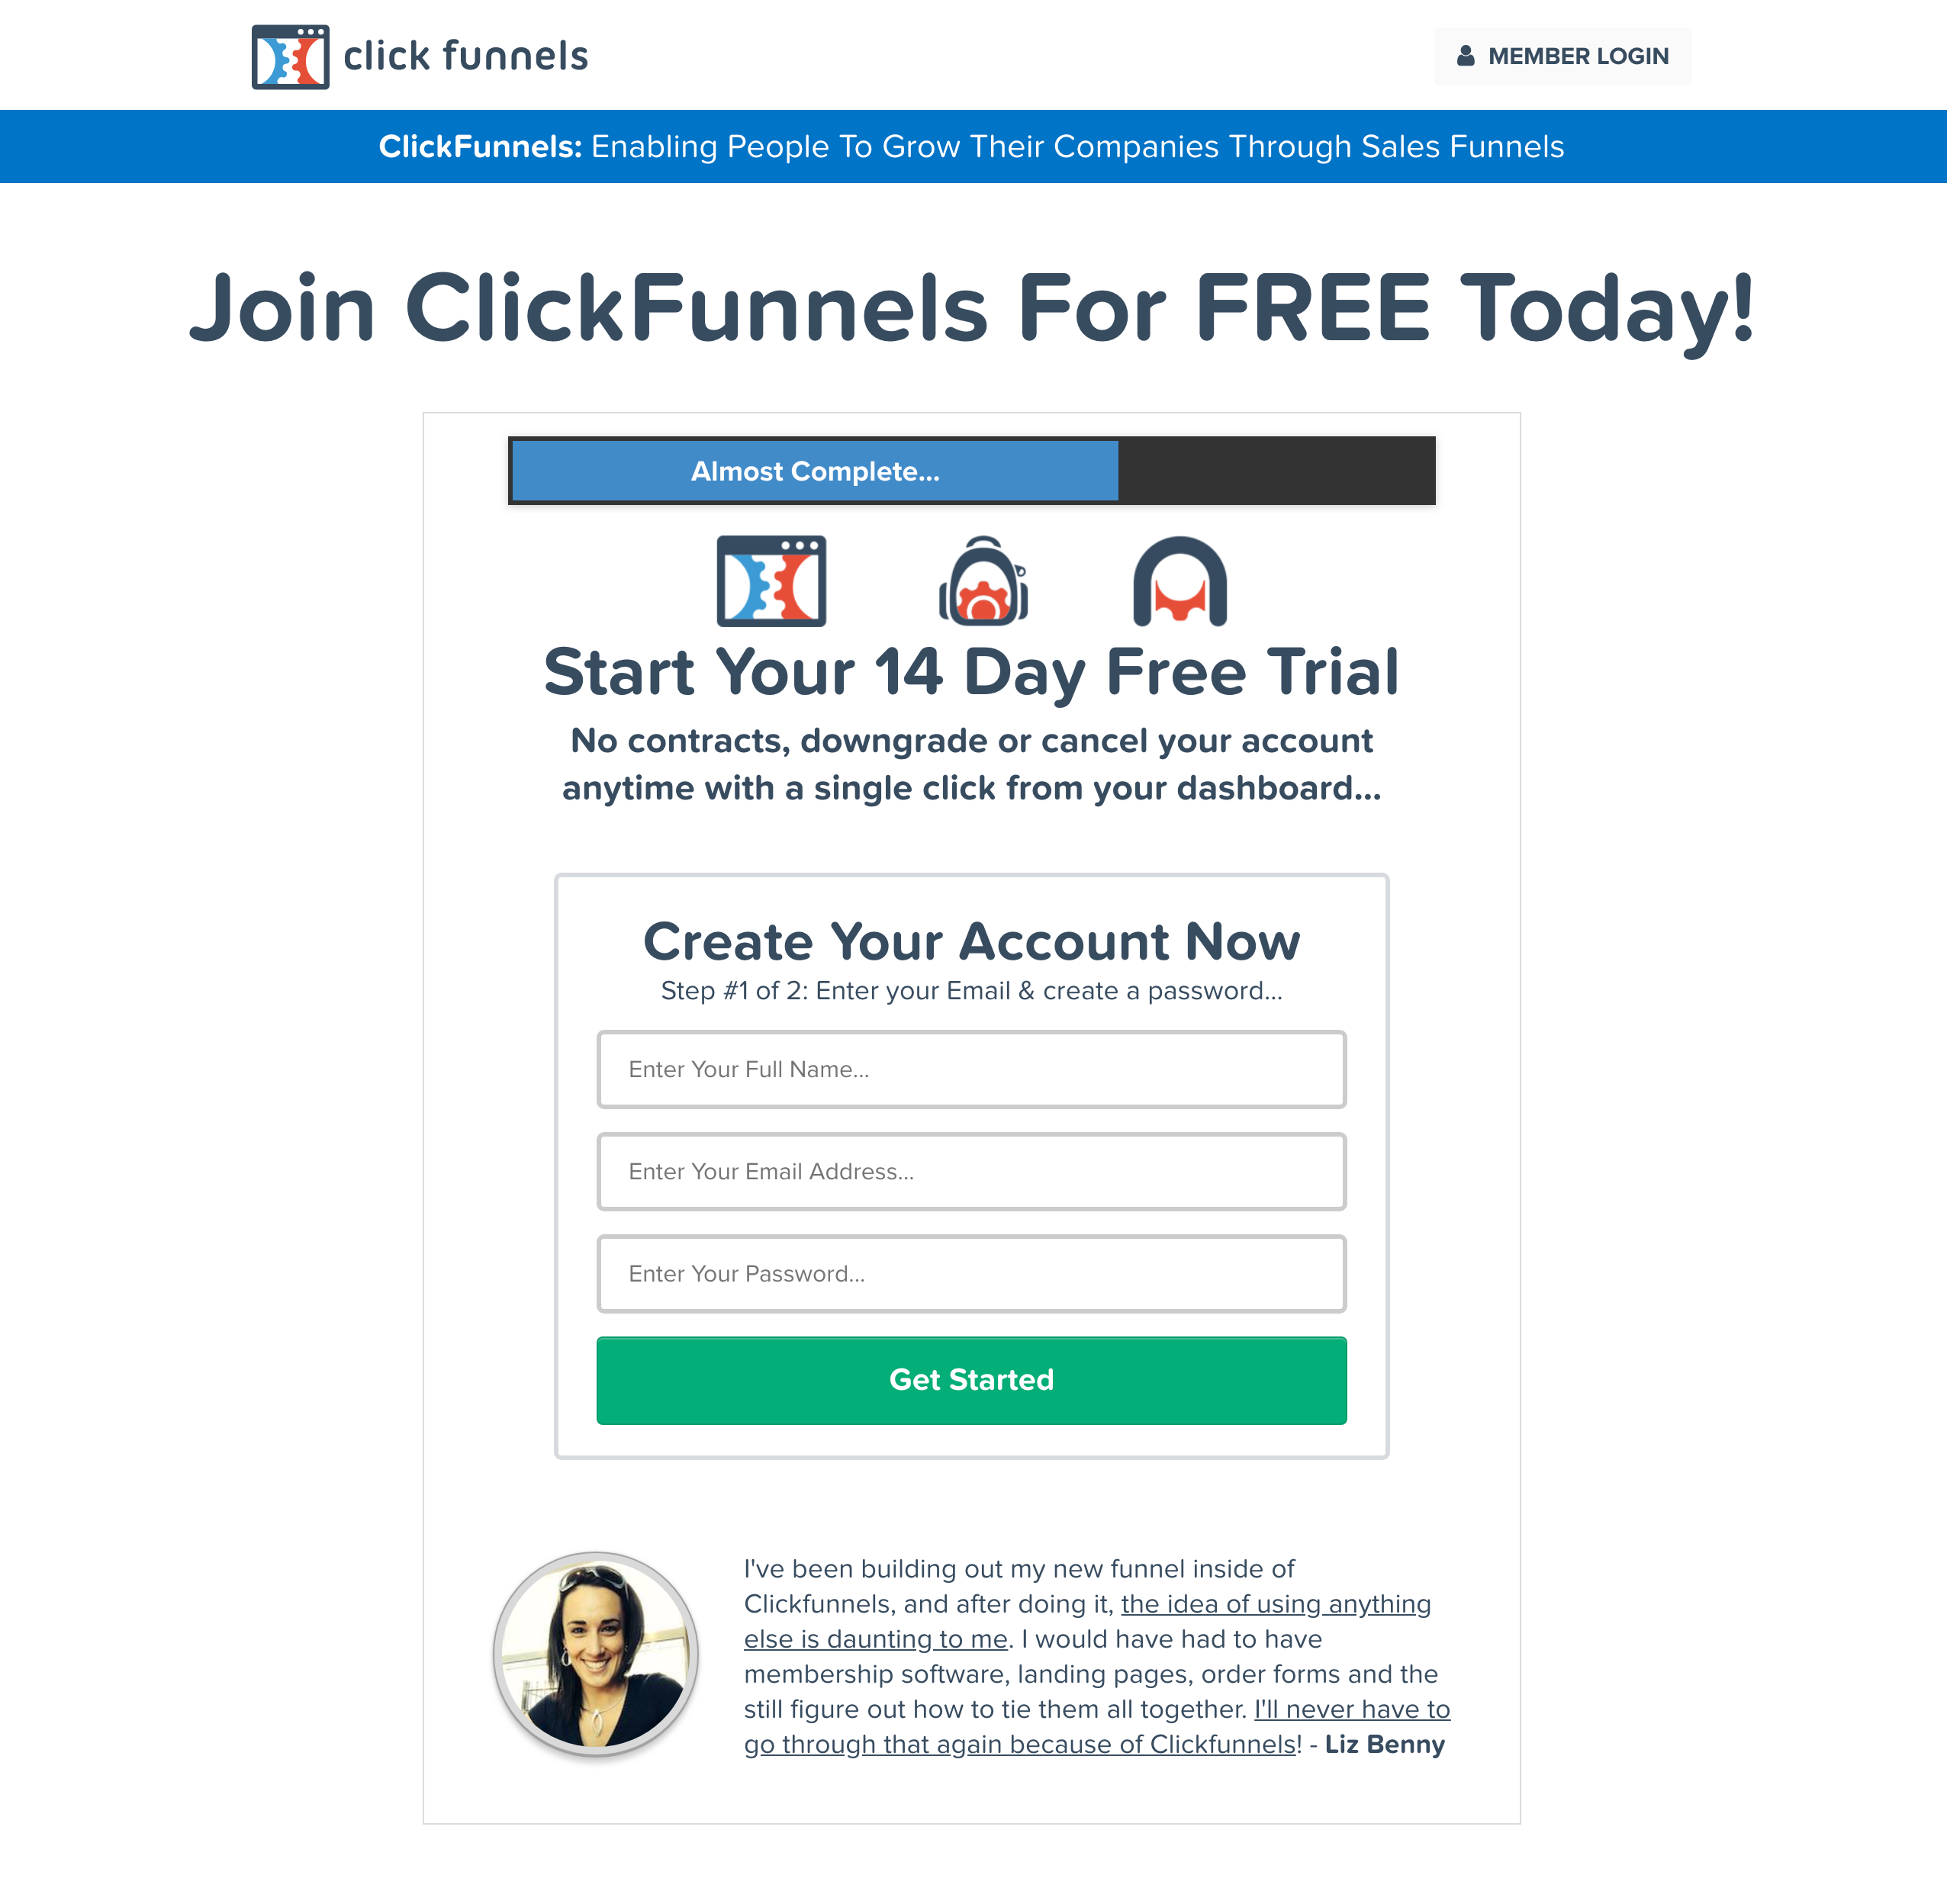 click funnels
MEMBER LOGIN
ClickFunnels: Enabling People To Grow Their Companies Through Sales Funnels
Join ClickFunnels For FREE Today!
Almost Complete...
Start Your 14 Day Free Trial
No contracts, downgrade or cancel your account
anytime with a single click from your dashboard...
Create Your Account Now
Step #1 of 2: Enter your Email & create a password...
Enter Your Full Name...
Enter Your Email Address...
Enter Your Password...
Get Started
I've been building out my new funnel inside of
Clickfunnels, and after doing it, the idea of using anything
else is daunting to me. I would have had to have
membership software, landing pages, order forms and the
still figure out how to tie them all together. I'll never have to
go through that again because of Clickfunnels! - Liz Benny